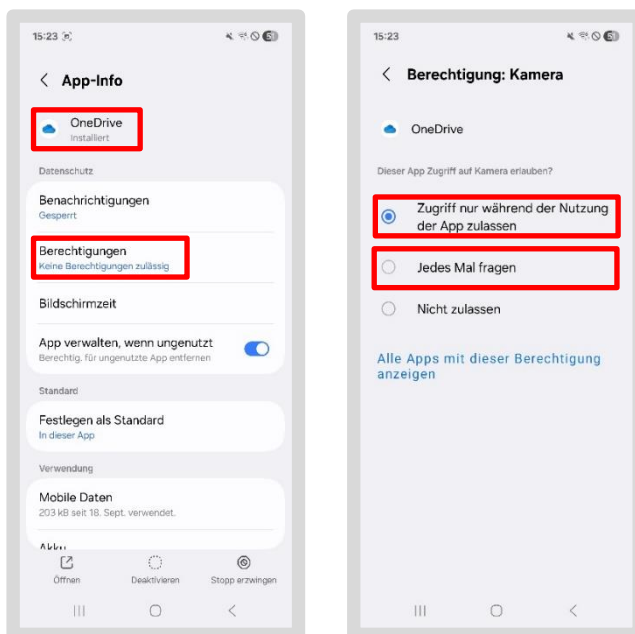 15:23
App-Info
OneDrive
Installiert
Datenschutz
Benachrichtigungen
Gesperrt
Berechtigungen
Keine Berechtigungen zulässig
Bildschirmzeit
App verwalten, wenn ungenutzt
Berechtig. für ungenutzte App entfernen
Standard
Festlegen als Standard
In dieser App
Verwendung
Mobile Daten
203 kB seit 18. Sept. verwendet.
Akku
Öffnen
Deaktivieren
Stopp erzwingen
15:23
Berechtigung: Kamera
OneDrive
Dieser App Zugriff auf Kamera erlauben?
Zugriff nur während der Nutzung
der App zulassen
Jedes Mal fragen
Nicht zulassen
Alle Apps mit dieser Berechtigung
anzeigen